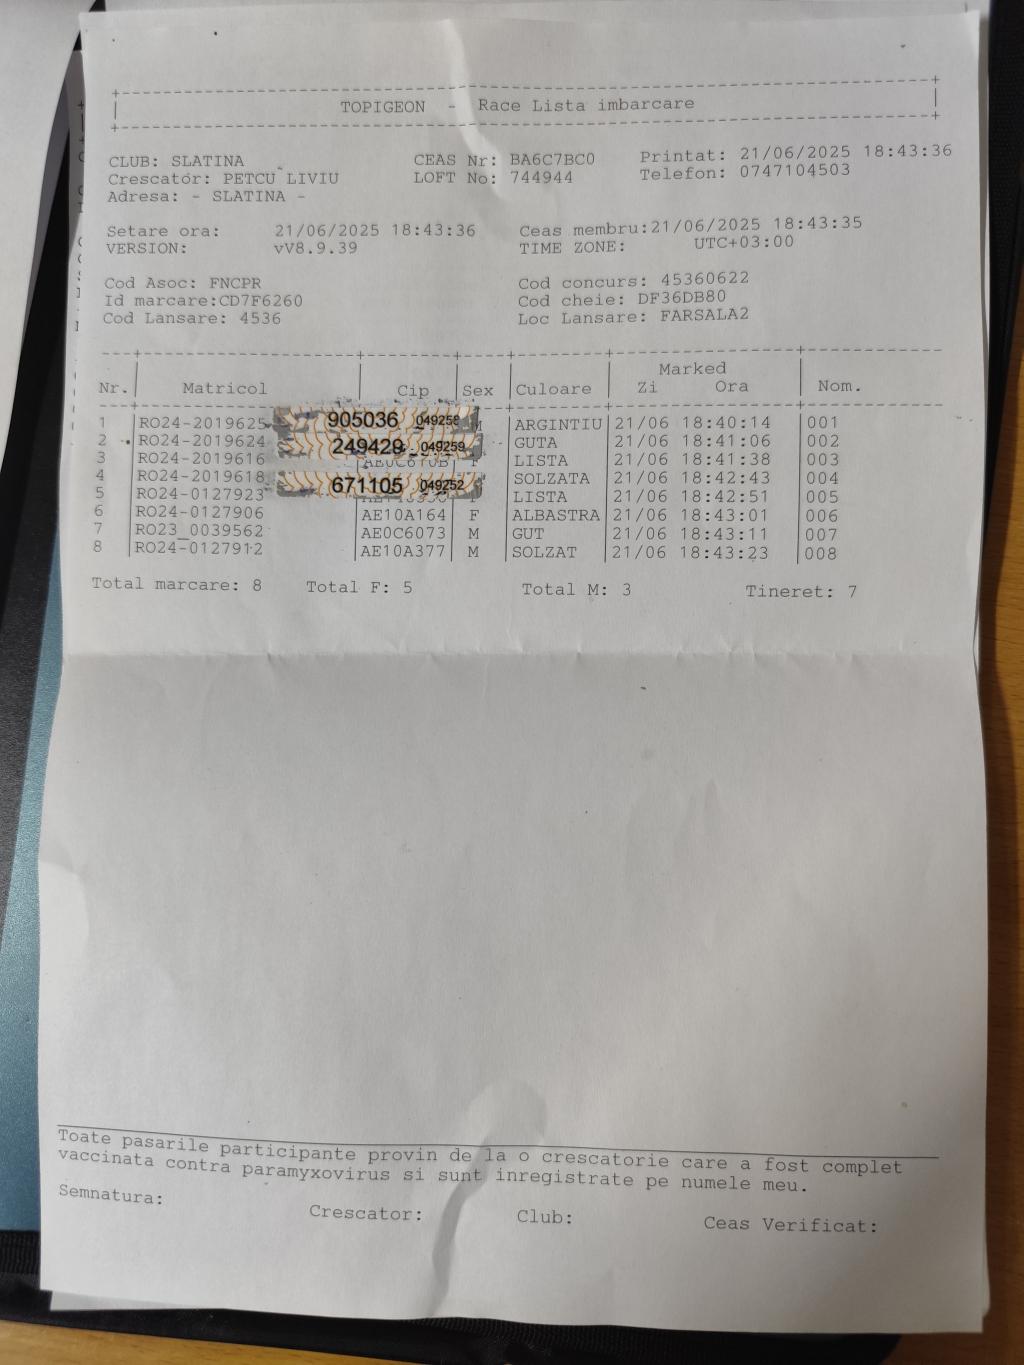 TOPIGEON - Race Lista imbarcare
CLUB: SLATINA CEAS Nr: BA6C7BC0 Printat: 21/06/2025 18:43:36
Crescator: PETCU LIVIU LOFT No: 744944 Telefon: 0747104503
Adresa: - SLATINA -
Setare ora: 21/06/2025 18:43:36 Ceas membru:21/06/2025 18:43:35
VERSION: vV8.9.39 TIME ZONE: UTC+03:00
Cod Asoc: FNCPR Cod concurs: 45360622
Id marcare:CD7F6260 Cod cheie: DF36DB80
Cod Lansare: 4536 Loc Lansare: FARSALA2
Marked
Nr. Matricol Cip Sex Culoare Zi Ora Nom.
1 RO24-2019625 905036 049258 M ARGINTIU 21/06 18:40:14 001
2 RO24-2019624 249428 049259 GUTA 21/06 18:41:06 002
3 RO24-2019616 AE0C610B F LISTA 21/06 18:41:38 003
4 RO24-2019618 671105 049252 SOLZATA 21/06 18:42:43 004
5 RO24-0127923 LISTA 21/06 18:42:51 005
6 RO24-0127906 AE10A164 F ALBASTRA 21/06 18:43:01 006
7 RO23_0039562 AE0C6073 M GUT 21/06 18:43:11 007
8 RO24-0127912 AE10A377 M SOLZAT 21/06 18:43:23 008
Total marcare: 8 Total F: 5 Total M: 3 Tineret: 7
Toate pasarile participante provin de la o crescatorie care a fost complet
vaccinata contra paramyxovirus si sunt inregistrate pe numele meu.
Semnatura:
Crescator: Club: Ceas Verificat: